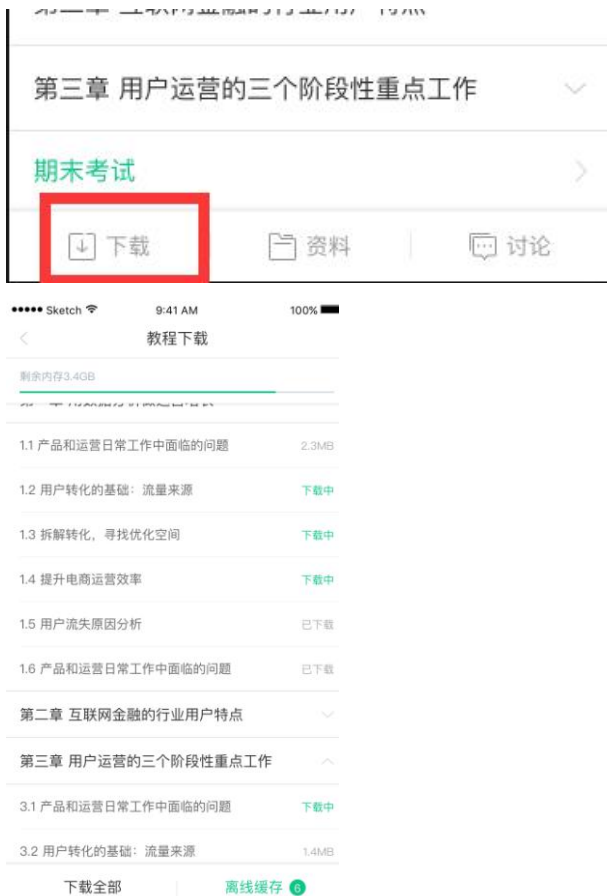 第三章 用户运营的三个阶段性重点工作
期末考试
下载 资料 讨论
Sketch 9:41 AM 100%
教程下载
剩余内存3.4GB
1.1 产品和运营日常工作中面临的问题 2.3MB
1.2 用户转化的基础：流量来源 下载中
1.3 拆解转化，寻找优化空间 下载中
1.4 提升电商运营效率 下载中
1.5 用户流失原因分析 已下载
1.6 产品和运营日常工作中面临的问题 已下载
第二章 互联网金融的行业用户特点
第三章 用户运营的三个阶段性重点工作
3.1 产品和运营日常工作中面临的问题 下载中
3.2 用户转化的基础：流量来源 1.4MB
下载全部 离线缓存 6